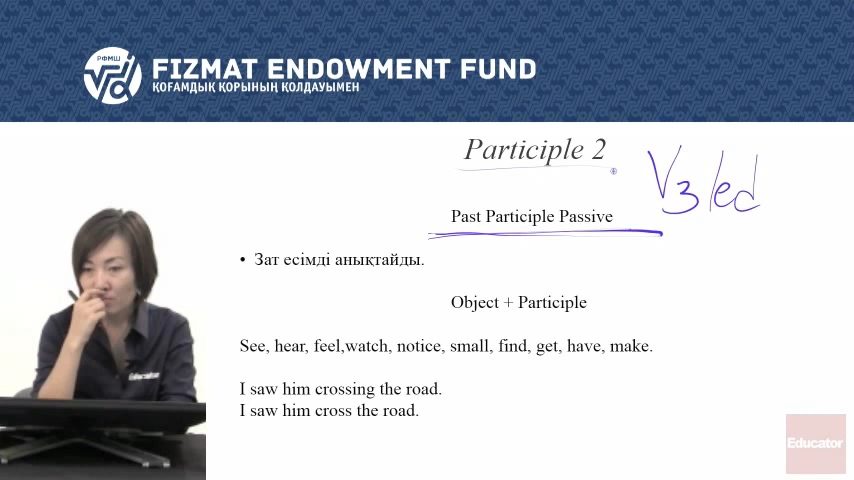 РФМШ
FIZMAT ENDOWMENT FUND
ҚОҒАМДЫҚ ҚОРЫНЫҢ ҚОЛДАУЫМЕН
Participle 2
V3/ed
Past Participle Passive
• Зат есімді анықтайды.
Object + Participle
See, hear, feel,watch, notice, small, find, get, have, make.
I saw him crossing the road.
I saw him cross the road.
Educator
Educator